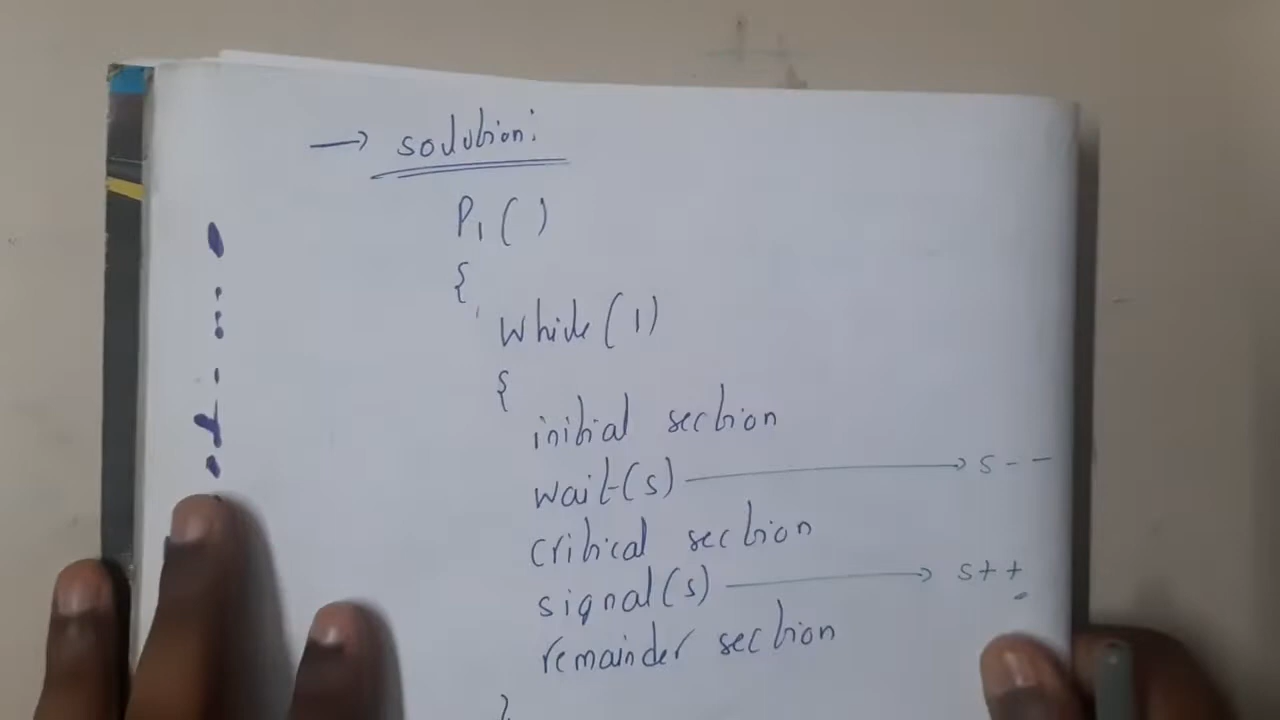 → solution:
P1 ( )
{
while (1)
{
initial section
wait(s) → s--
critical section
signal(s) → s++
remainder section
}